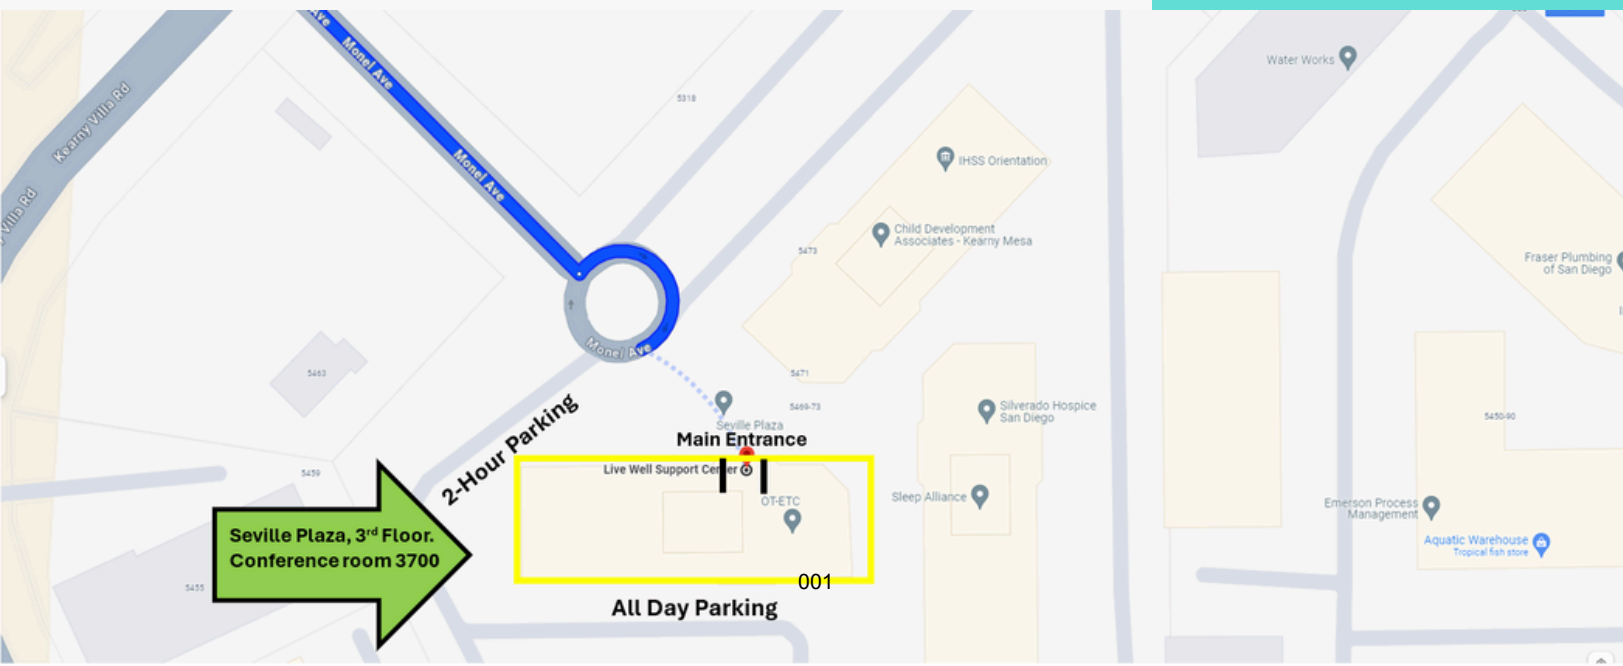 Ave
Monel Ave
Kearny Villa Rd
Villa Rd
Monel Ave
5318
Water Works
IHSS Orientation
Child Development
Associates - Kearny Mesa
5473
Fraser Plumbing
of San Diego
Monel Ave
5463
5471
5469-73
Seville Plaza
Main Entrance
Silverado Hospice
San Diego
5450-90
2-Hour Parking
5459
Live Well Support Center
OT-ETC
Sleep Alliance
Emerson Process
Management
Aquatic Warehouse
Tropical fish store
Seville Plaza, 3rd Floor.
Conference room 3700
5455
001
All Day Parking